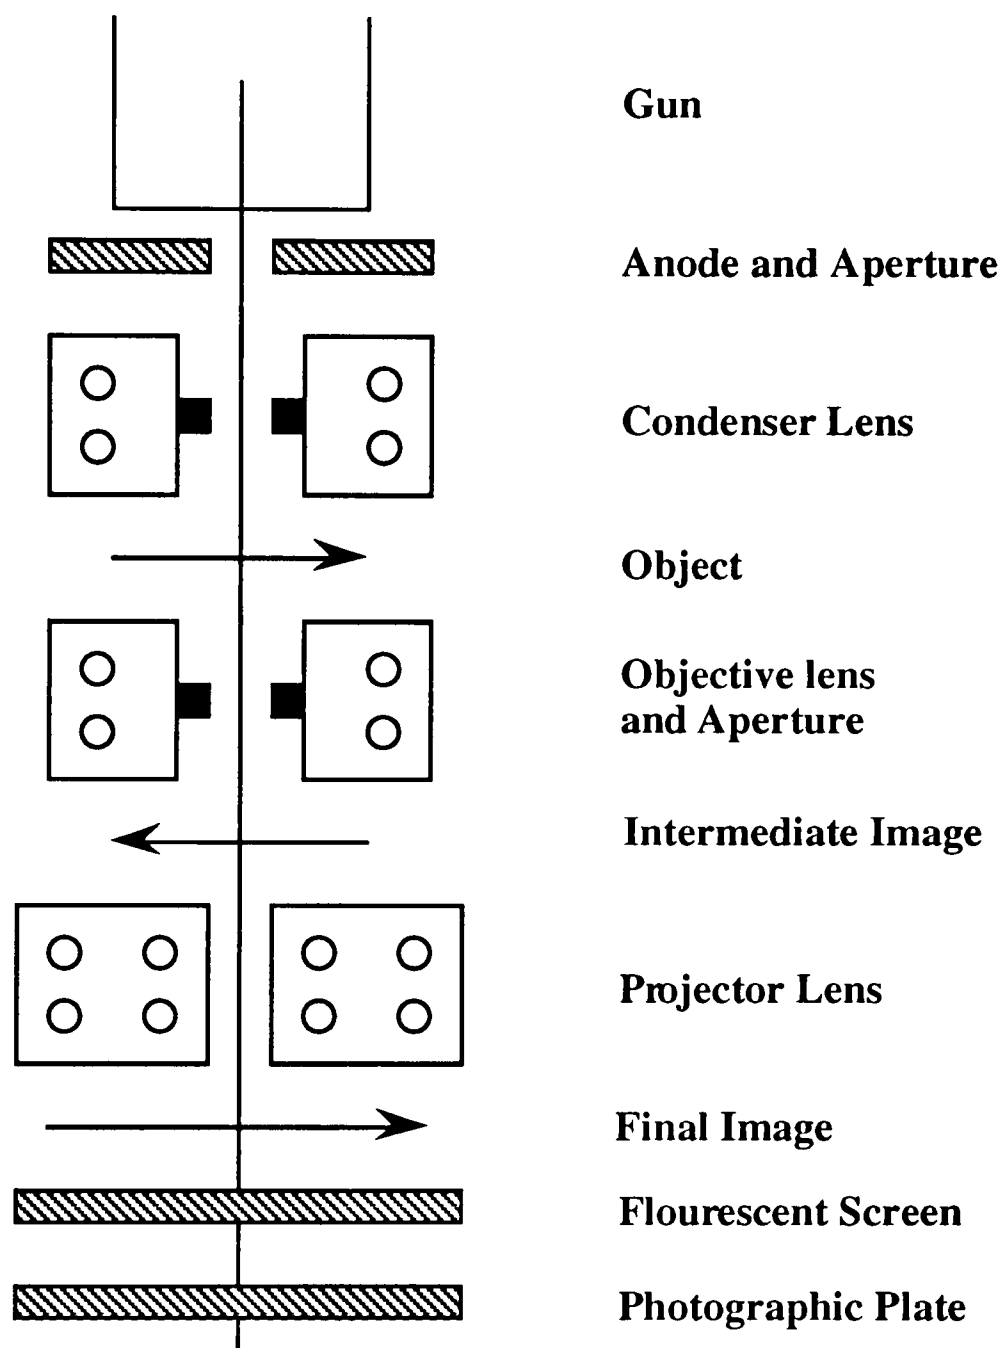 Gun
Anode and Aperture
Condenser Lens
Object
Objective lens
and Aperture
Intermediate Image
Projector Lens
Final Image
Flourescent Screen
Photographic Plate